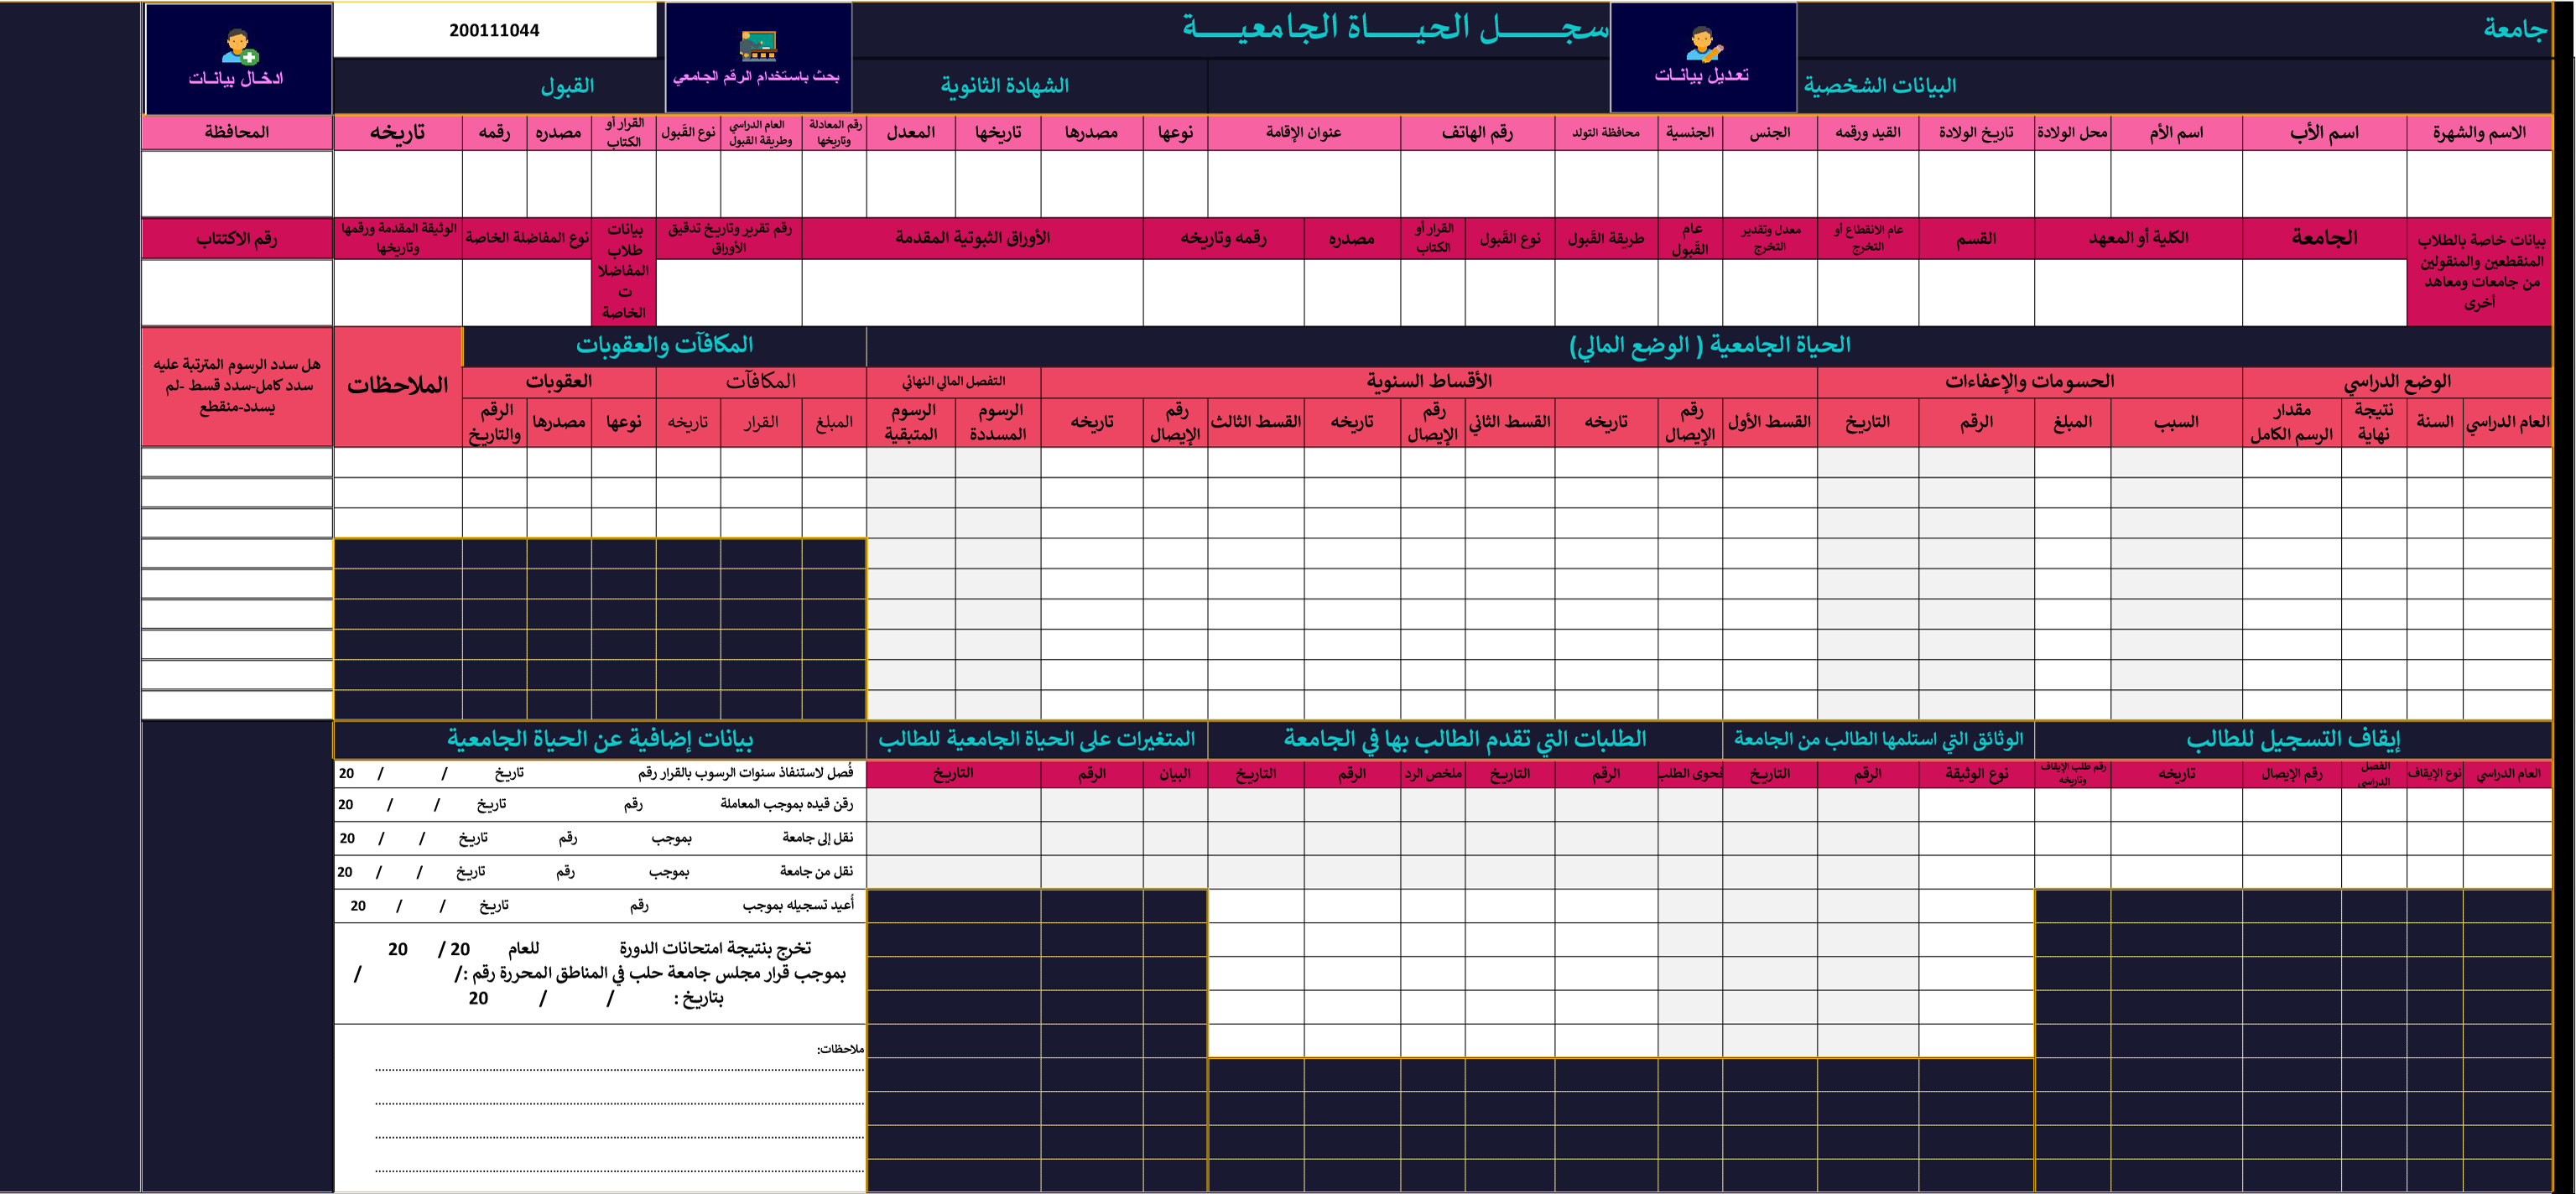 جامعة
سجـــــــل الحيـــــــاة الجامعيـــــــة
200111044
تعديل بيانـات
بحث باستخدام الرقم الجامعي
ادخـال بيانـات
البيانات الشخصية
الشهادة الثانوية
القبول
الاسم والشهرة
اسم الأب
اسم الأم
محل الولادة
تاريخ الولادة
القيد ورقمه
الجنس
الجنسية
محافظة التولد
رقم الهاتف
عنوان الإقامة
نوعها
مصدرها
تاريخها
المعدل
رقم المعادلة
وتاريخها
العام الدراسي
وطريقة القبول
نوع القَبول
القرار أو
الكتاب
مصدره
رقمه
تاريخه
المحافظة
بيانات خاصة بالطلاب
المنقطعين والمنقولين
من جامعات ومعاهد
أخرى
الجامعة
الكلية أو المعهد
القسم
عام الانقطاع أو
التخرج
معدل وتقدير
التخرج
عام
القَبول
طريقة القَبول
نوع القَبول
القرار أو
الكتاب
مصدره
رقمه وتاريخه
الأوراق الثبوتية المقدمة
رقم تقرير وتاريخ تدقيق
الأوراق
بيانات
طلاب
المفاضلا
ت
الخاصة
نوع المفاضلة الخاصة
الوثيقة المقدمة ورقمها
وتاريخها
رقم الاكتتاب
الحياة الجامعية ( الوضع المالي)
المكافآت والعقوبات
الملاحظات
هل سدد الرسوم المترتبة عليه
سدد كامل-سدد قسط -لم
يسدد-منقطع
الوضع الدراسي
الحسومات والإعفاءات
الأقساط السنوية
التفصل المالي النهائي
المكافآت
العقوبات
العام الدراسي
السنة
نتيجة
نهاية
مقدار
الرسم الكامل
المبلغ
السبب
الرقم
التاريخ
القسط الأول
رقم
الإيصال
تاريخه
القسط الثاني
رقم
الإيصال
تاريخه
القسط الثالث
رقم
الإيصال
تاريخه
الرسوم
المسددة
الرسوم
المتبقية
المبلغ
القرار
تاريخه
نوعها
مصدرها
الرقم
والتاريخ
إيقاف التسجيل للطالب
الوثائق التي استلمها الطالب من الجامعة
الطلبات التي تقدم الطالب بها في الجامعة
المتغيرات على الحياة الجامعية للطالب
بيانات إضافية عن الحياة الجامعية
العام الدراسي
نوع الإيقاف
الفصل
الدراسي
رقم الإيصال
تاريخه
رقم طلب الإيقاف
وتاريخه
نوع الوثيقة
الرقم
التاريخ
فحوى الطلب
الرقم
التاريخ
ملخص الرد
الرقم
التاريخ
البيان
الرقم
التاريخ
فُصل لاستنفاذ سنوات الرسوب بالقرار رقم تاريخ / / 20
رقن قيده بموجب المعاملة رقم تاريخ / / 20
نقل إلى جامعة بموجب رقم تاريخ / / 20
نقل من جامعة بموجب رقم تاريخ / / 20
أعيد تسجيله بموجب رقم تاريخ / / 20
تخرج بنتيجة امتحانات الدورة للعام 20 / 20
بموجب قرار مجلس جامعة حلب في المناطق المحررة رقم :/ /
بتاريخ : / / 20
ملاحظات: